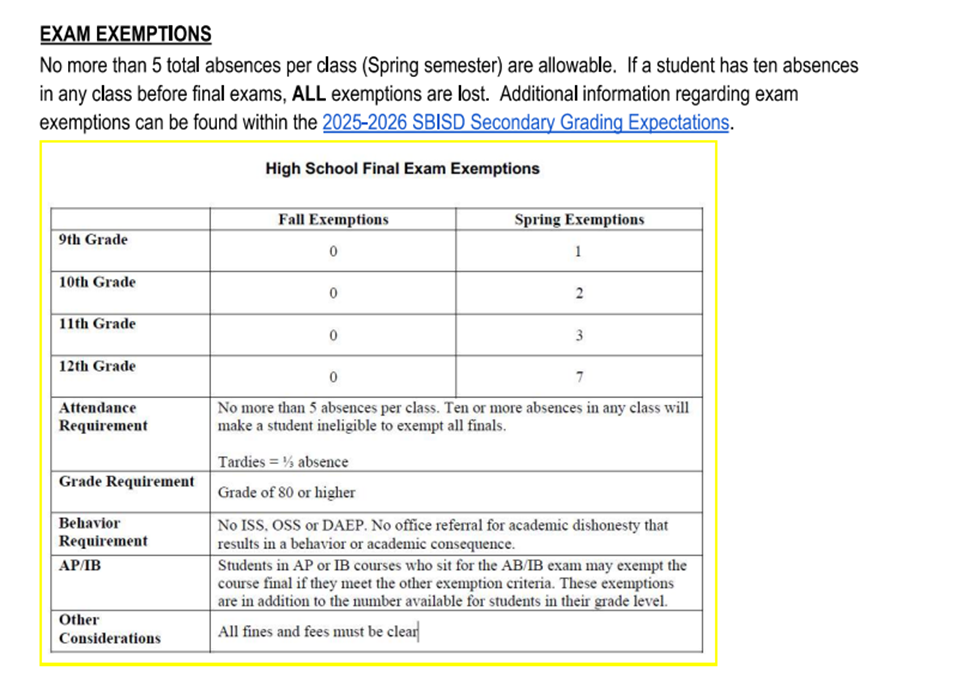 EXAM EXEMPTIONS
No more than 5 total absences per class (Spring semester) are allowable.  If a student has ten absences
in any class before final exams, ALL exemptions are lost.  Additional information regarding exam
exemptions can be found within the 2025-2026 SBISD Secondary Grading Expectations.
High School Final Exam Exemptions
Fall Exemptions Spring Exemptions
9th Grade 0 1
10th Grade 0 2
11th Grade 0 3
12th Grade 0 7
Attendance No more than 5 absences per class. Ten or more absences in any class will
Requirement make a student ineligible to exempt all finals.
Tardies = ⅓ absence
Grade Requirement Grade of 80 or higher
Behavior No ISS, OSS or DAEP. No office referral for academic dishonesty that
Requirement results in a behavior or academic consequence.
AP/IB Students in AP or IB courses who sit for the AB/IB exam may exempt the
course final if they meet the other exemption criteria. These exemptions
are in addition to the number available for students in their grade level.
Other
Considerations All fines and fees must be clear